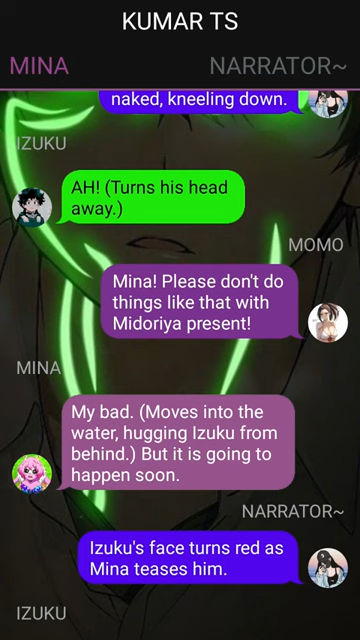 KUMAR TS
MINA
NARRATOR~
naked, kneeling down.
IZUKU
AH! (Turns his head
away.)
MOMO
Mina! Please don't do
things like that with
Midoriya present!
MINA
My bad. (Moves into the
water, hugging Izuku from
behind.) But it is going to
happen soon.
NARRATOR~
Izuku's face turns red as
Mina teases him.
IZUKU